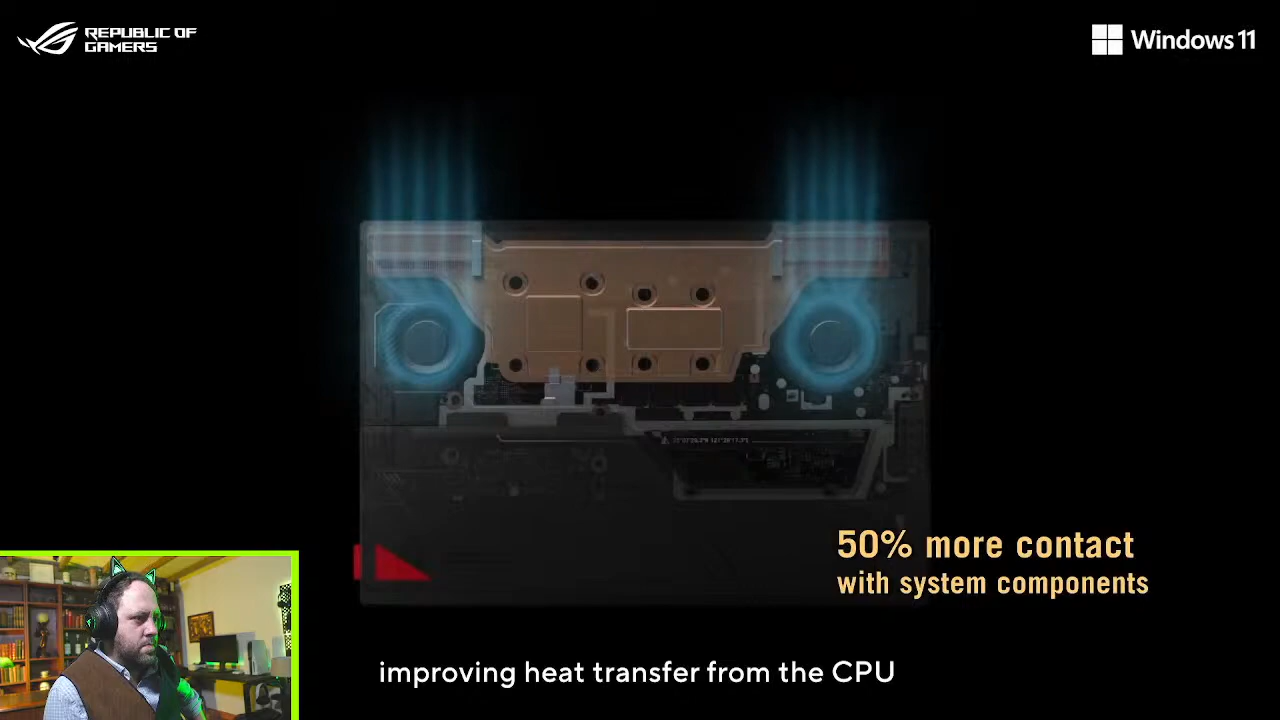 REPUBLIC OF
GAMERS
Windows 11
50% more contact
with system components
improving heat transfer from the CPU